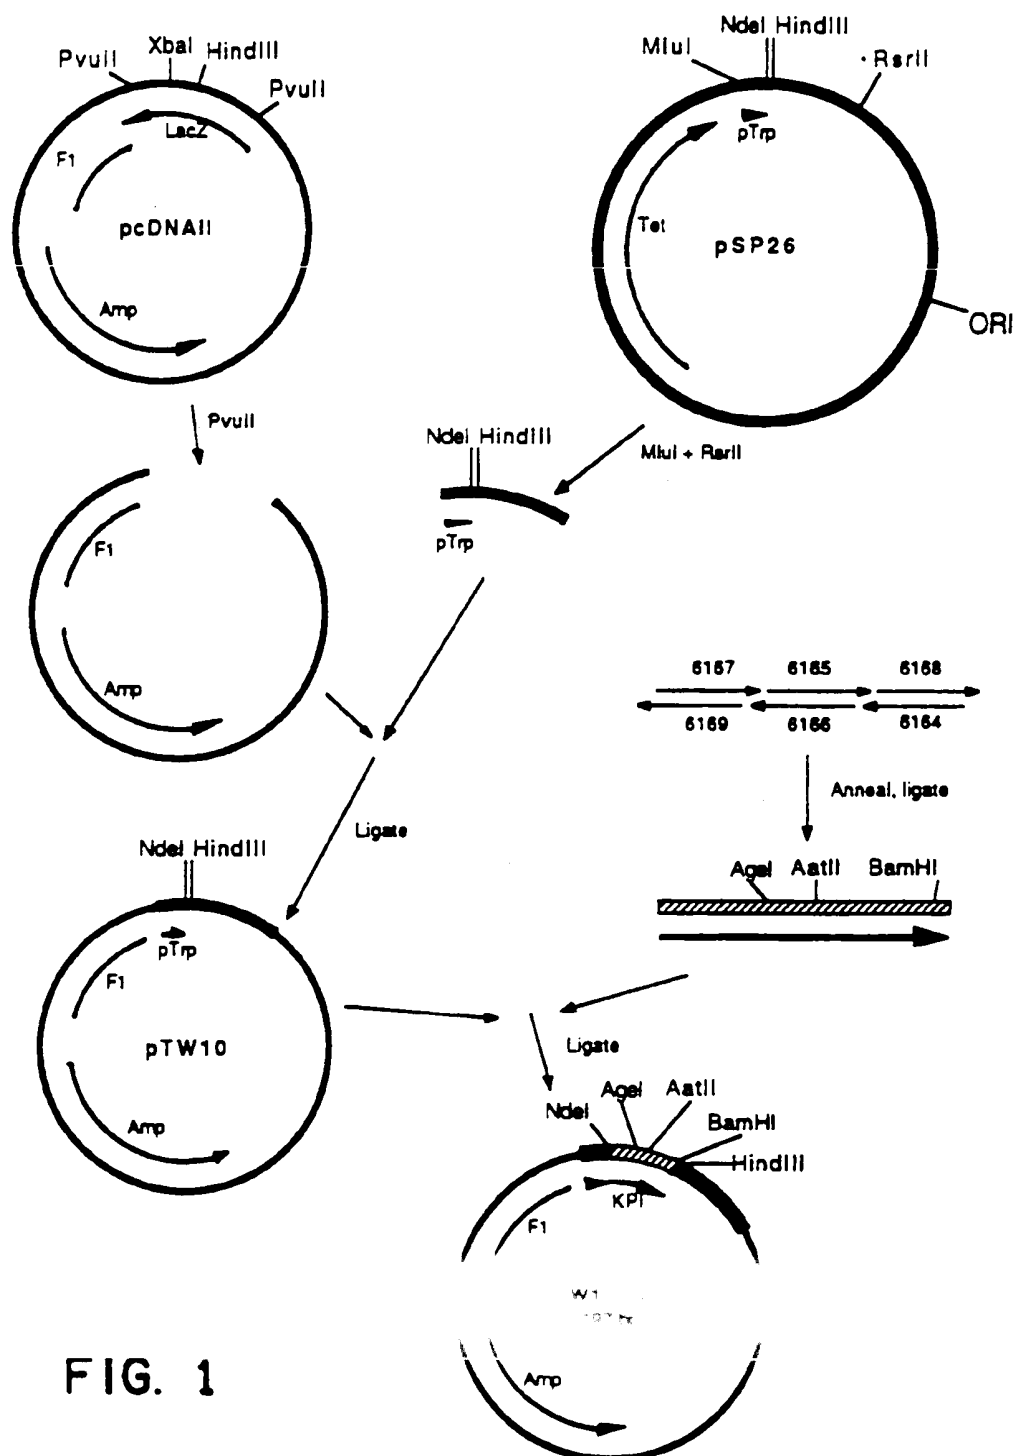 XbaI
PvuII
HindIII
PvuII
LacZ
F1
pcDNAII
Amp
NdeI HindIII
MluI
RsrII
pTrp
Tet
pSP26
ORI
PvuII
MluI + RsrII
NdeI HindIII
pTrp
F1
Amp
6167 6165 6168
6169 6166 6164
Anneal, ligate
Ligate
AgeI AatII BamHI
NdeI HindIII
pTrp
F1
pTW10
Amp
Ligate
NdeI
AgeI
AatII
BamHI
HindIII
KPI
F1
Amp
FIG. 1